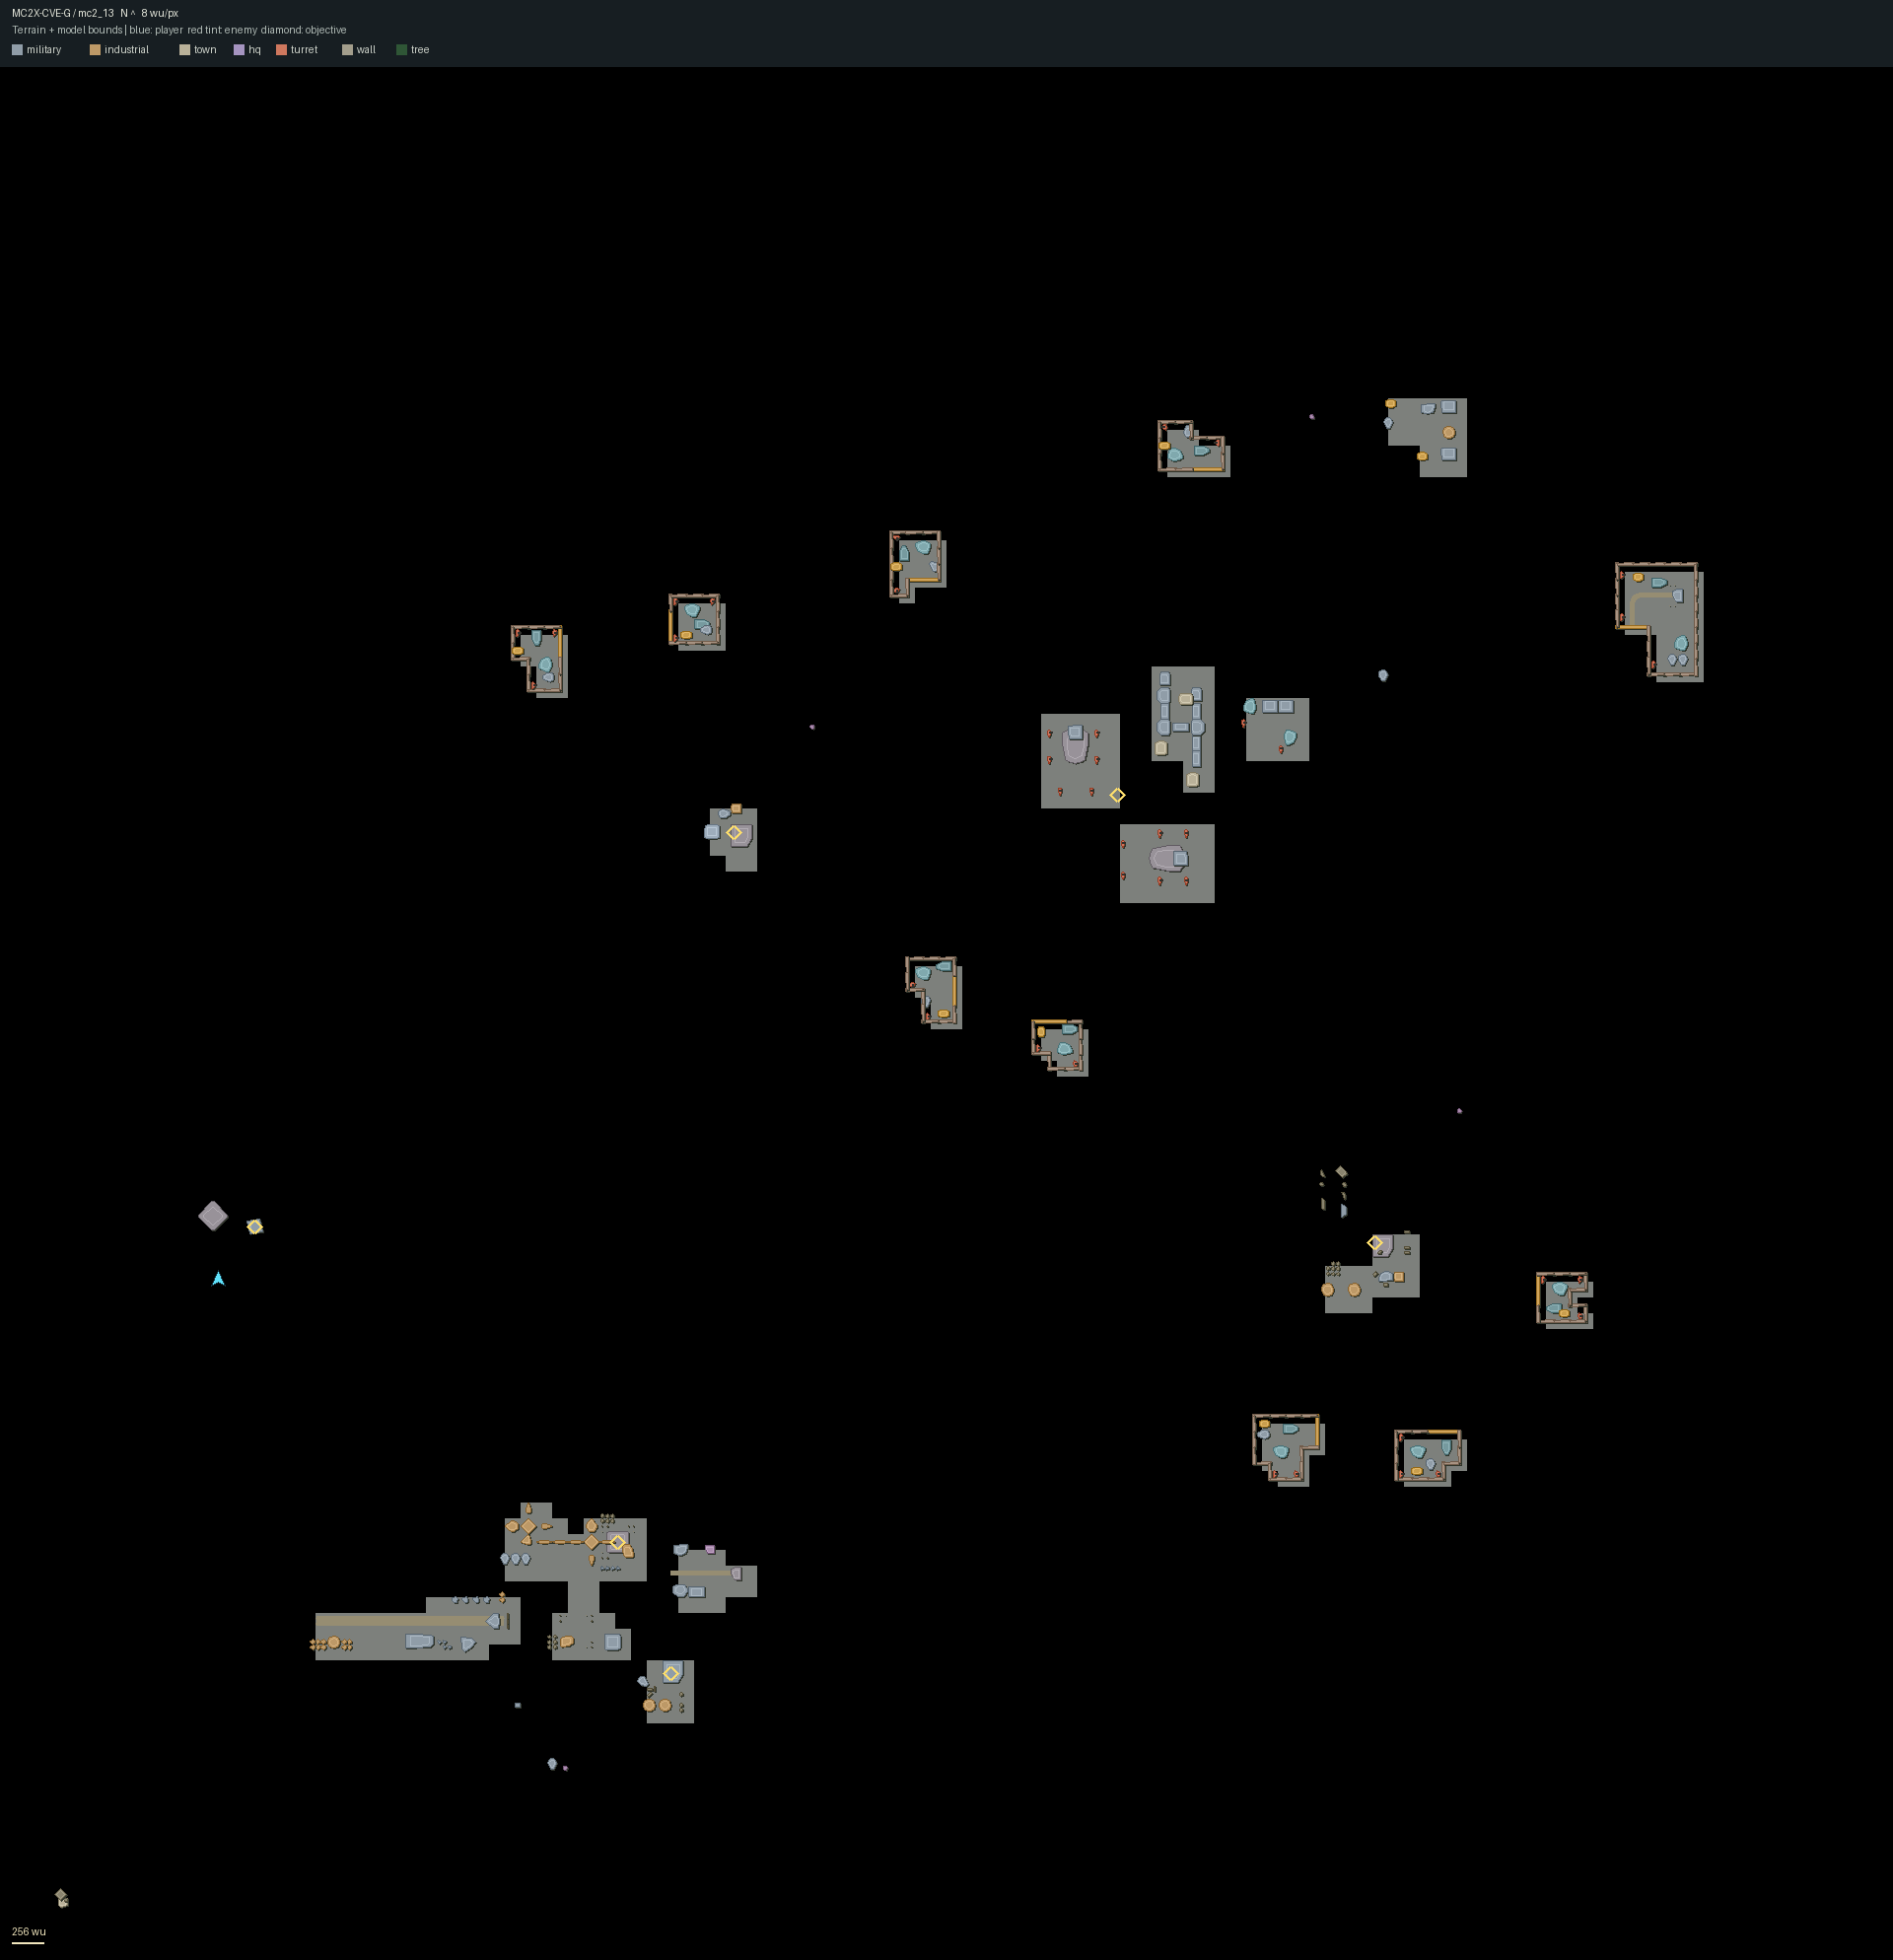 MC2X-CVE-G / mc2_13 N ^ 8 wu/px
Terrain + model bounds | blue: player red tint: enemy diamond: objective
military industrial town hq turret wall tree
256 wu